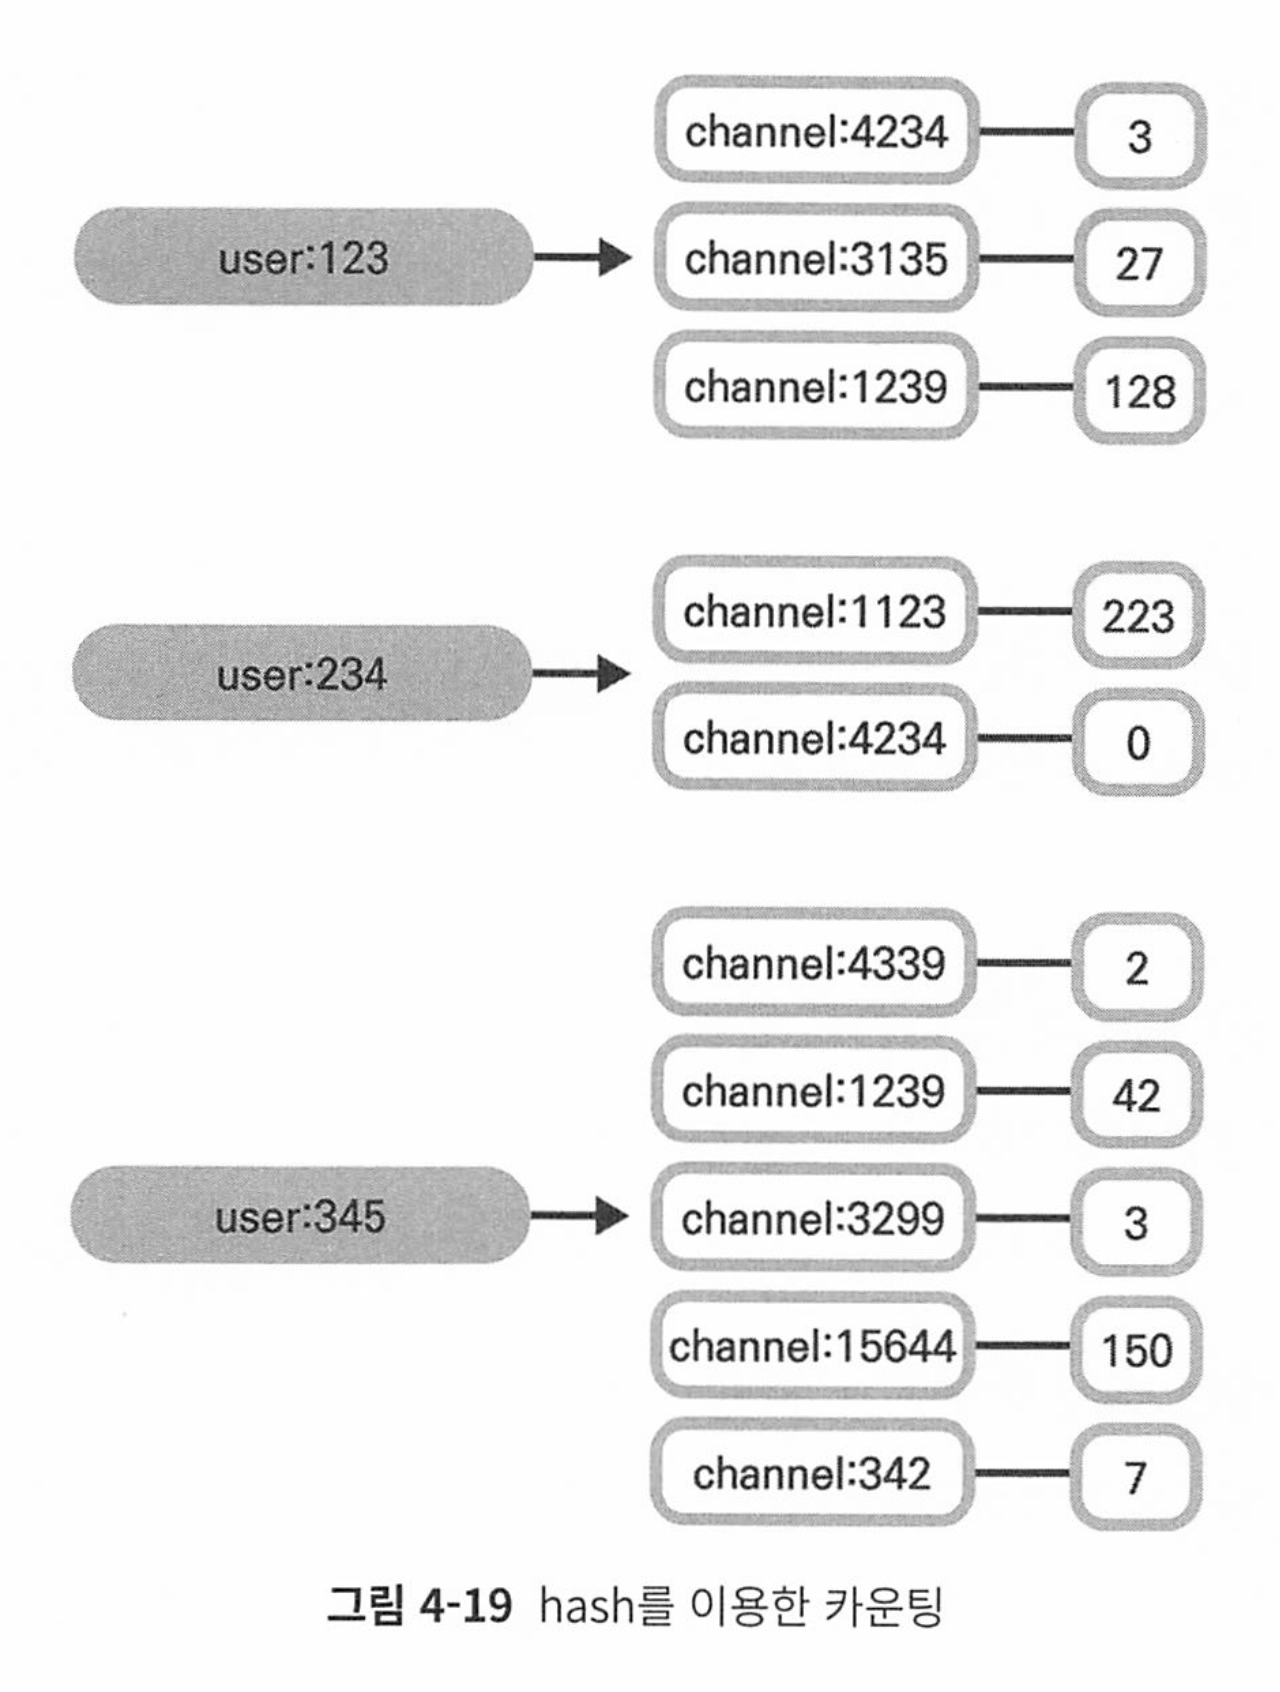 channel:4234 3
user:123 channel:3135 27
channel:1239 128
channel:1123 223
user:234
channel:4234 0
channel:4339 2
channel:1239 42
user:345 channel:3299 3
channel:15644 150
channel:342 7
그림 4-19 hash를 이용한 카운팅